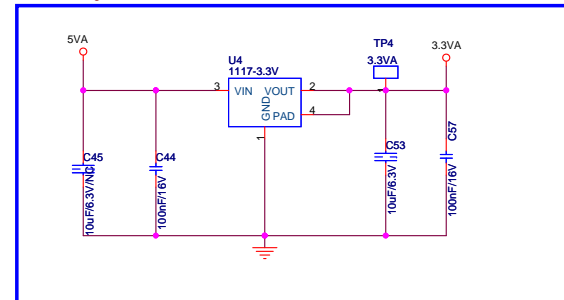 5VA
U4
1117-3.3V
TP4
3.3VA
3.3VA
3
VIN
VOUT
2
GND
PAD
4
1
1
C45
10uF/6.3V/NC
C44
100nF/16V
C53
10uF/6.3V
C57
100nF/16V